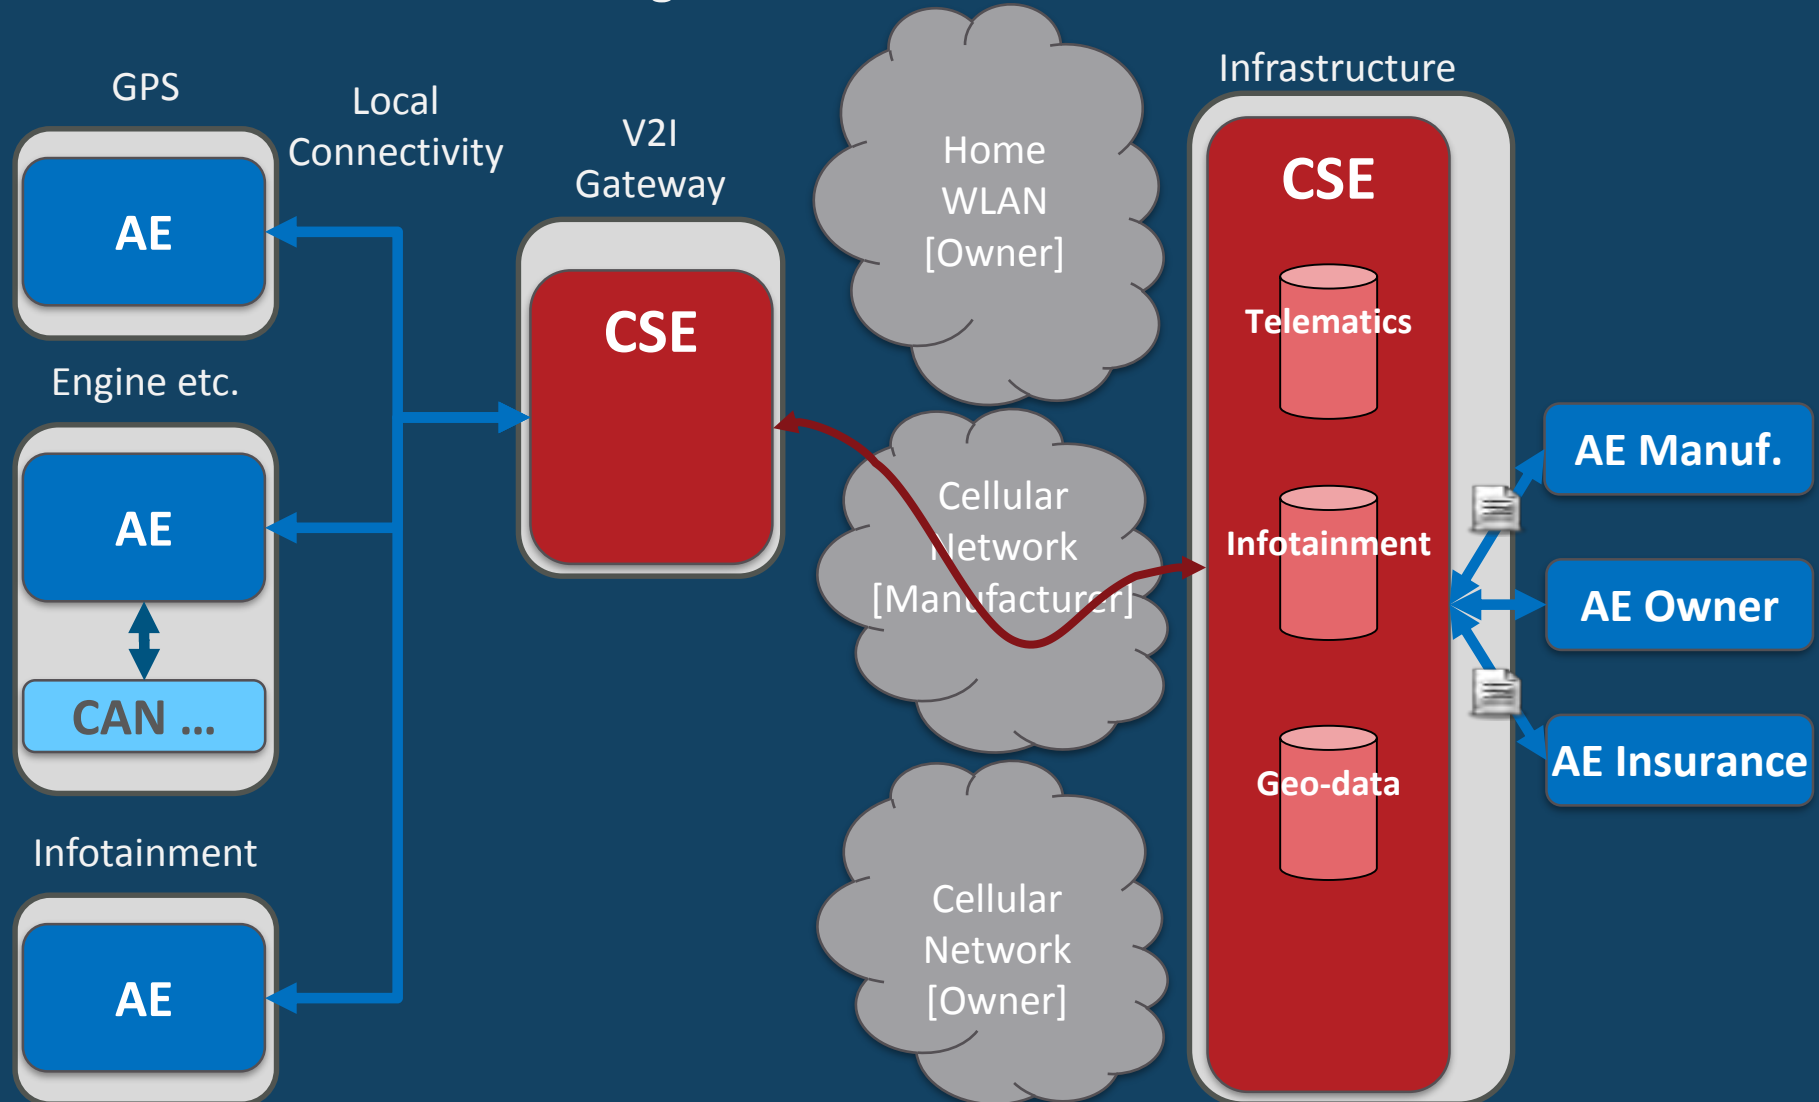 GPS
AE
Engine etc.
AE
CAN ...
Infotainment
AE
Local
Connectivity
V2I
Gateway
CSE
Home
WLAN
[Owner]
Cellular
Network
[Manufacturer]
Cellular
Network
[Owner]
Infrastructure
CSE
Telematics
Infotainment
Geo-data
AE Manuf.
AE Owner
AE Insurance